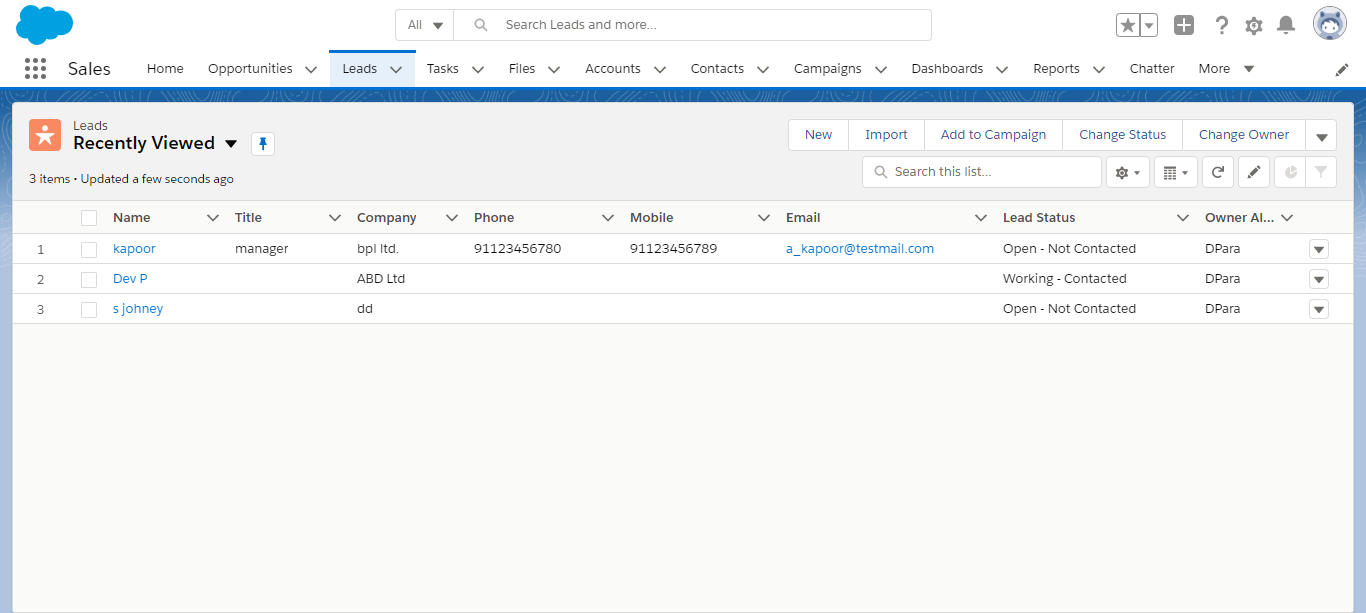 All Search Leads and more...
Sales Home Opportunities Leads Tasks Files Accounts Contacts Campaigns Dashboards Reports Chatter More
Leads
Recently Viewed
New Import Add to Campaign Change Status Change Owner
3 items • Updated a few seconds ago
Search this list...
Name Title Company Phone Mobile Email Lead Status Owner Al...
1 kapoor manager bpl ltd. 91123456780 91123456789 a_kapoor@testmail.com Open - Not Contacted DPara
2 Dev P ABD Ltd Working - Contacted DPara
3 s johney dd Open - Not Contacted DPara